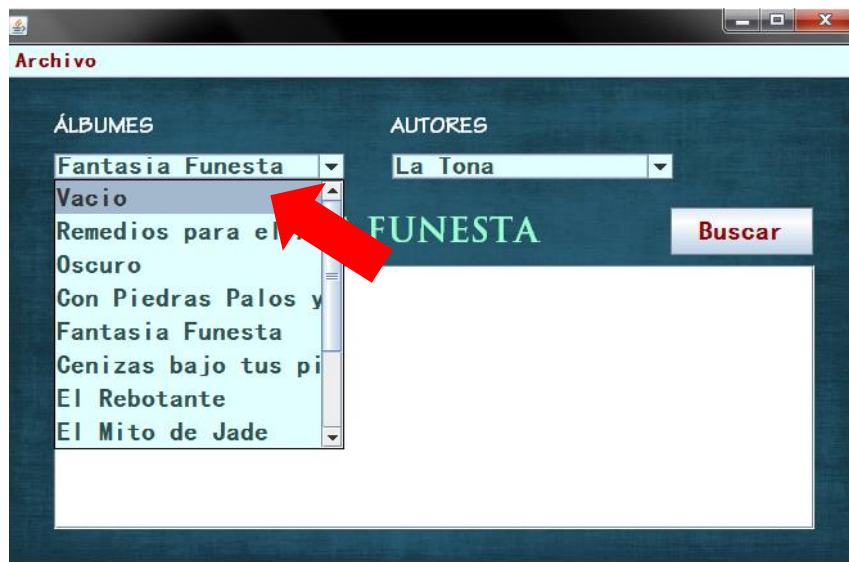 Archivo
ÁLBUMES
AUTORES
Fantasia Funesta
La Tona
Vacio
Remedios para el
FUNESTA
Buscar
Oscuro
Con Piedras Palos y
Fantasia Funesta
Cenizas bajo tus pi
El Rebotante
El Mito de Jade